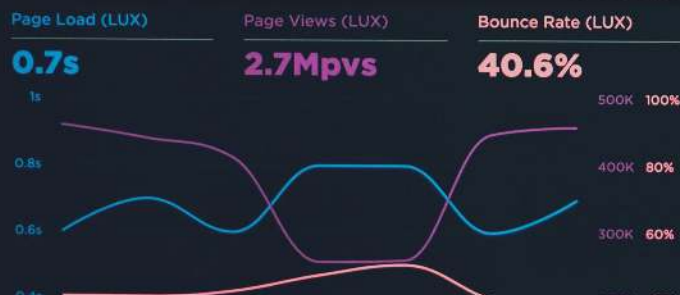 Page Load (LUX) Page Views (LUX) Bounce Rate (LUX)
0.7s 2.7Mpvs 40.6%
1s 500K 100%
0.8s 400K 80%
0.6s 300K 60%